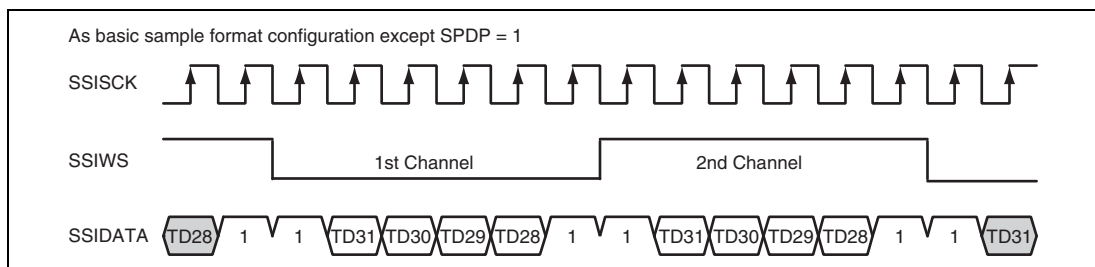 As basic sample format configuration except SPDP = 1
SSISCK
SSIWS 1st Channel 2nd Channel
SSIDATA TD28 1 1 TD31 TD30 TD29 TD28 1 1 TD31 TD30 TD29 TD28 1 1 TD31